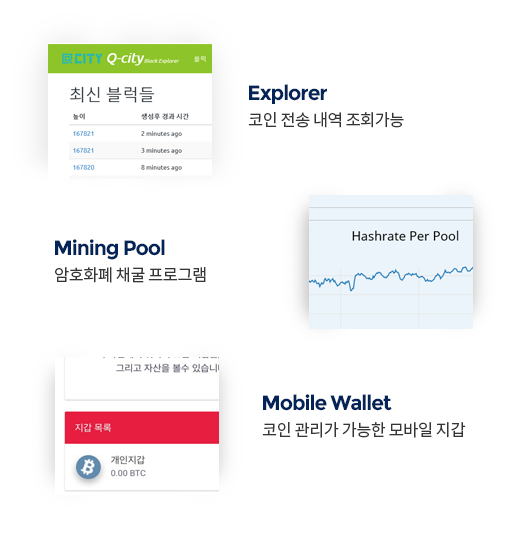 CITY Q-city Block Explorer 블럭
최신 블럭들
높이 생성후 경과 시간
167821 2 minutes ago
167821 3 minutes ago
167820 8 minutes ago
Explorer
코인 전송 내역 조회가능
Mining Pool
암호화폐 채굴 프로그램
Hashrate Per Pool
그리고 자산을 볼수 있습니
지갑 목록
개인지갑
0.00 BTC
Mobile Wallet
코인 관리가 가능한 모바일 지갑